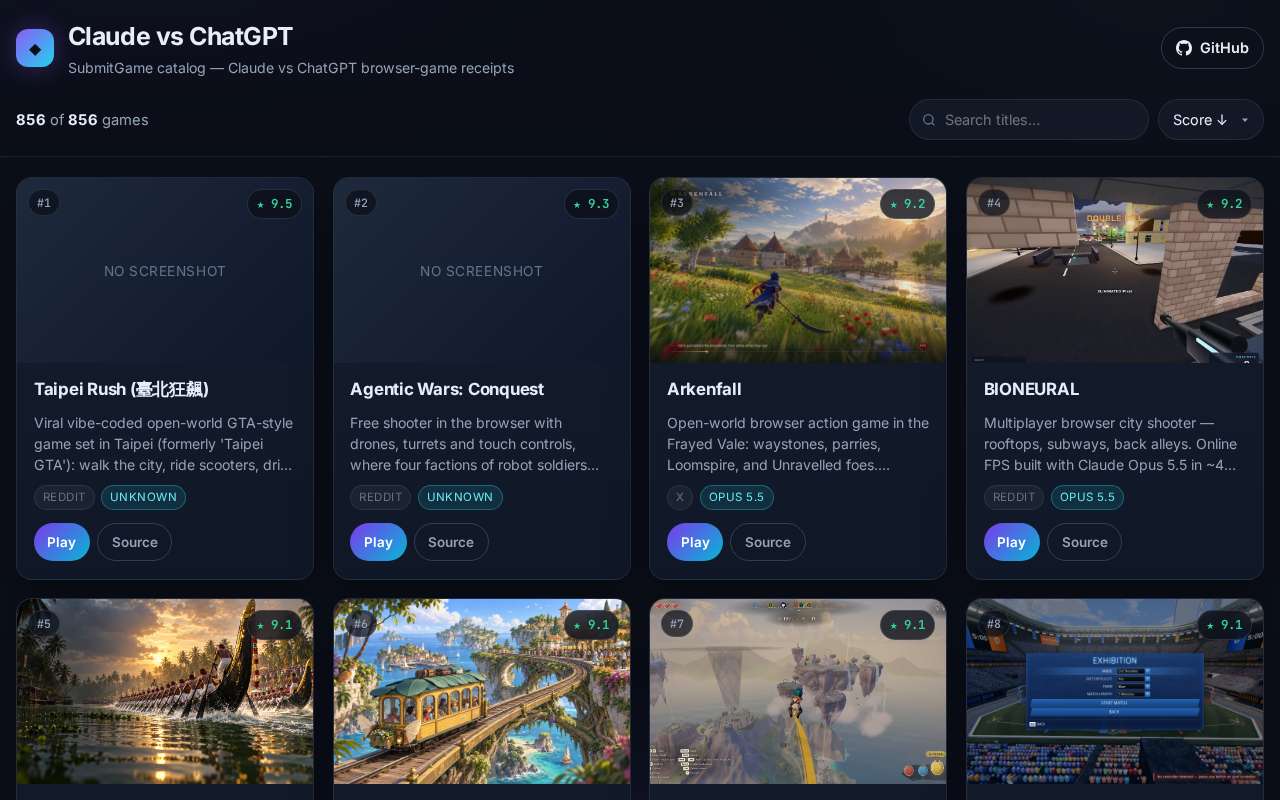 Claude vs ChatGPT
SubmitGame catalog — Claude vs ChatGPT browser-game receipts
GitHub
856 of 856 games
Search titles...
Score ↓
#1
★ 9.5
NO SCREENSHOT
Taipei Rush (臺北狂飆)
Viral vibe-coded open-world GTA-style
game set in Taipei (formerly 'Taipei
GTA'): walk the city, ride scooters, dri...
REDDIT
UNKNOWN
Play
Source
#2
★ 9.3
NO SCREENSHOT
Agentic Wars: Conquest
Free shooter in the browser with
drones, turrets and touch controls,
where four factions of robot soldiers...
REDDIT
UNKNOWN
Play
Source
#3
★ 9.2
Arkenfall
Open-world browser action game in the
Frayed Vale: waystones, parries,
Loomspire, and Unravelled foes....
X
OPUS 5.5
Play
Source
#4
★ 9.2
BIONEURAL
Multiplayer browser city shooter —
rooftops, subways, back alleys. Online
FPS built with Claude Opus 5.5 in ~4...
REDDIT
OPUS 5.5
Play
Source
#5
★ 9.1
#6
★ 9.1
#7
★ 9.1
#8
★ 9.1
EXHIBITION
START MATCH
BACK